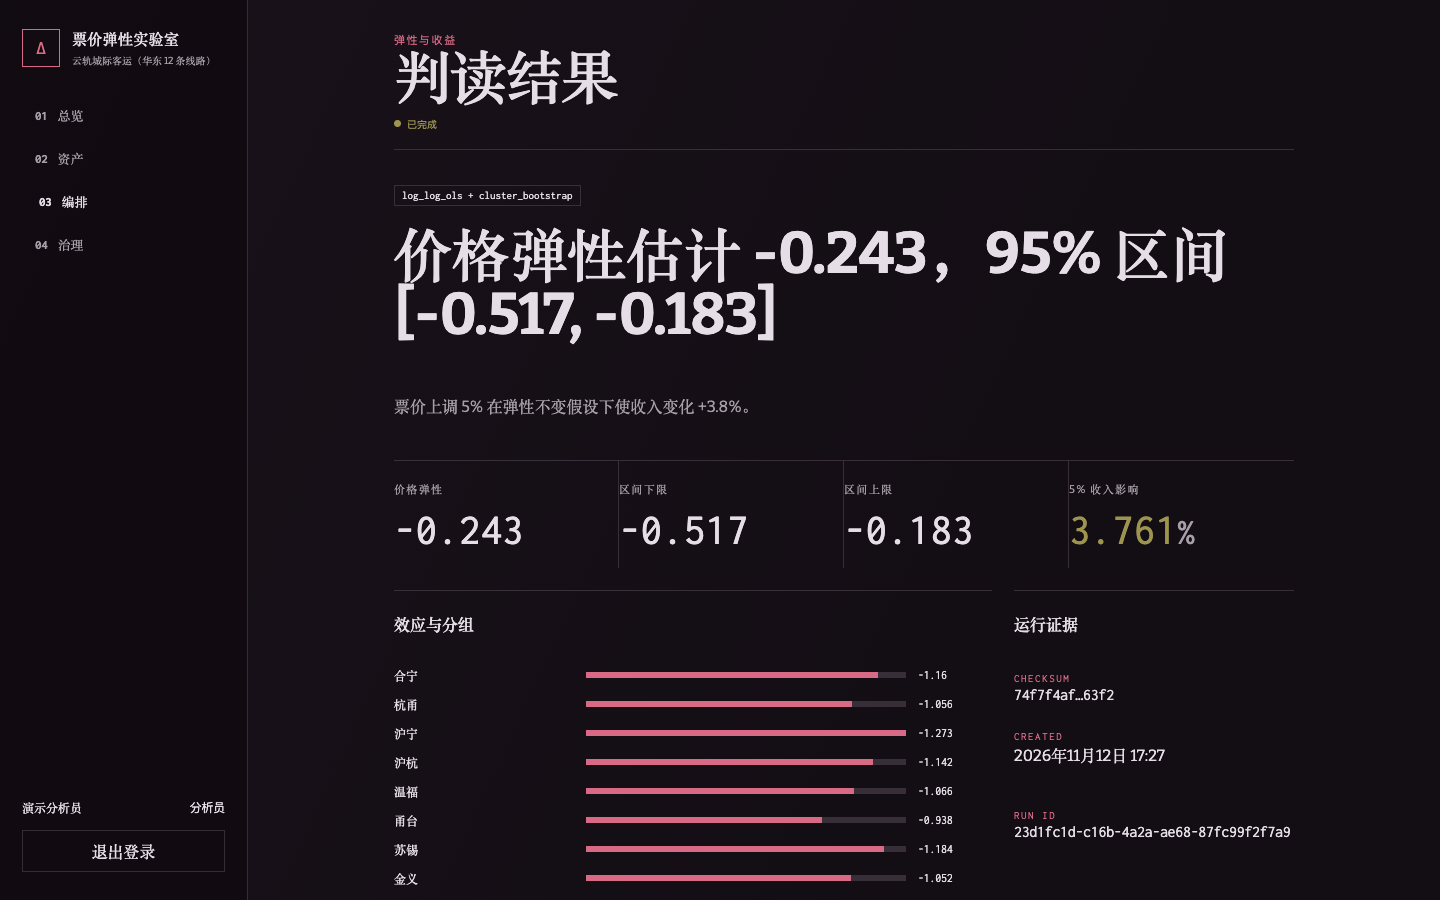 Δ
票价弹性实验室
云轨城际客运（华东 12 条线路）
01 总览
02 资产
03 编排
04 治理
演示分析员 分析员
退出登录
弹性与收益
判读结果
已完成
log_log_ols + cluster_bootstrap
价格弹性估计 -0.243，95% 区间
[-0.517, -0.183]
票价上调 5% 在弹性不变假设下使收入变化 +3.8%。
价格弹性
-0.243
区间下限
-0.517
区间上限
-0.183
5% 收入影响
3.761%
效应与分组
合宁 -1.16
杭甬 -1.056
沪宁 -1.273
沪杭 -1.142
温福 -1.066
甬台 -0.938
苏锡 -1.184
金义 -1.052
运行证据
CHECKSUM
74f7f4af…63f2
CREATED
2026年11月12日 17:27
RUN ID
23d1fc1d-c16b-4a2a-ae68-87fc99f2f7a9